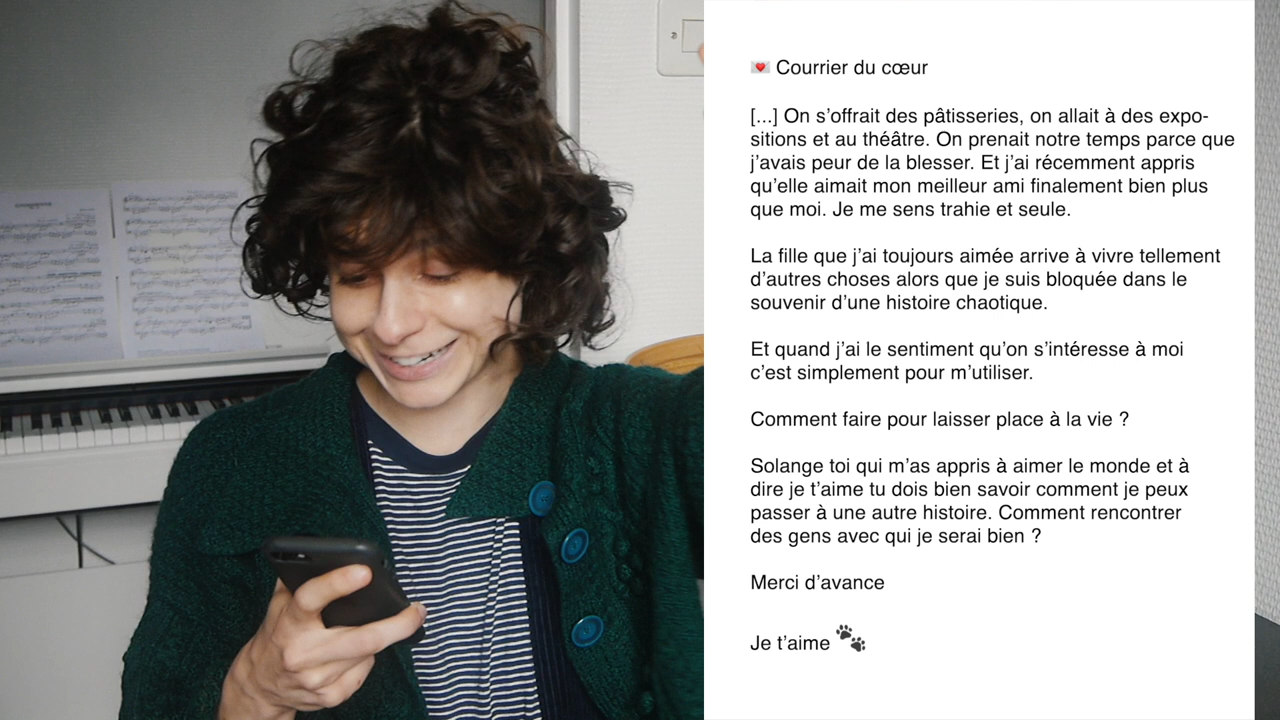 💌 Courrier du cœur
[...] On s’offrait des pâtisseries, on allait à des expo-
sitions et au théâtre. On prenait notre temps parce que
j’avais peur de la blesser. Et j’ai récemment appris
qu’elle aimait mon meilleur ami finalement bien plus
que moi. Je me sens trahie et seule.
La fille que j’ai toujours aimée arrive à vivre tellement
d’autres choses alors que je suis bloquée dans le
souvenir d’une histoire chaotique.
Et quand j’ai le sentiment qu’on s’intéresse à moi
c’est simplement pour m’utiliser.
Comment faire pour laisser place à la vie ?
Solange toi qui m’as appris à aimer le monde et à
dire je t’aime tu dois bien savoir comment je peux
passer à une autre histoire. Comment rencontrer
des gens avec qui je serai bien ?
Merci d’avance
Je t’aime 🐾